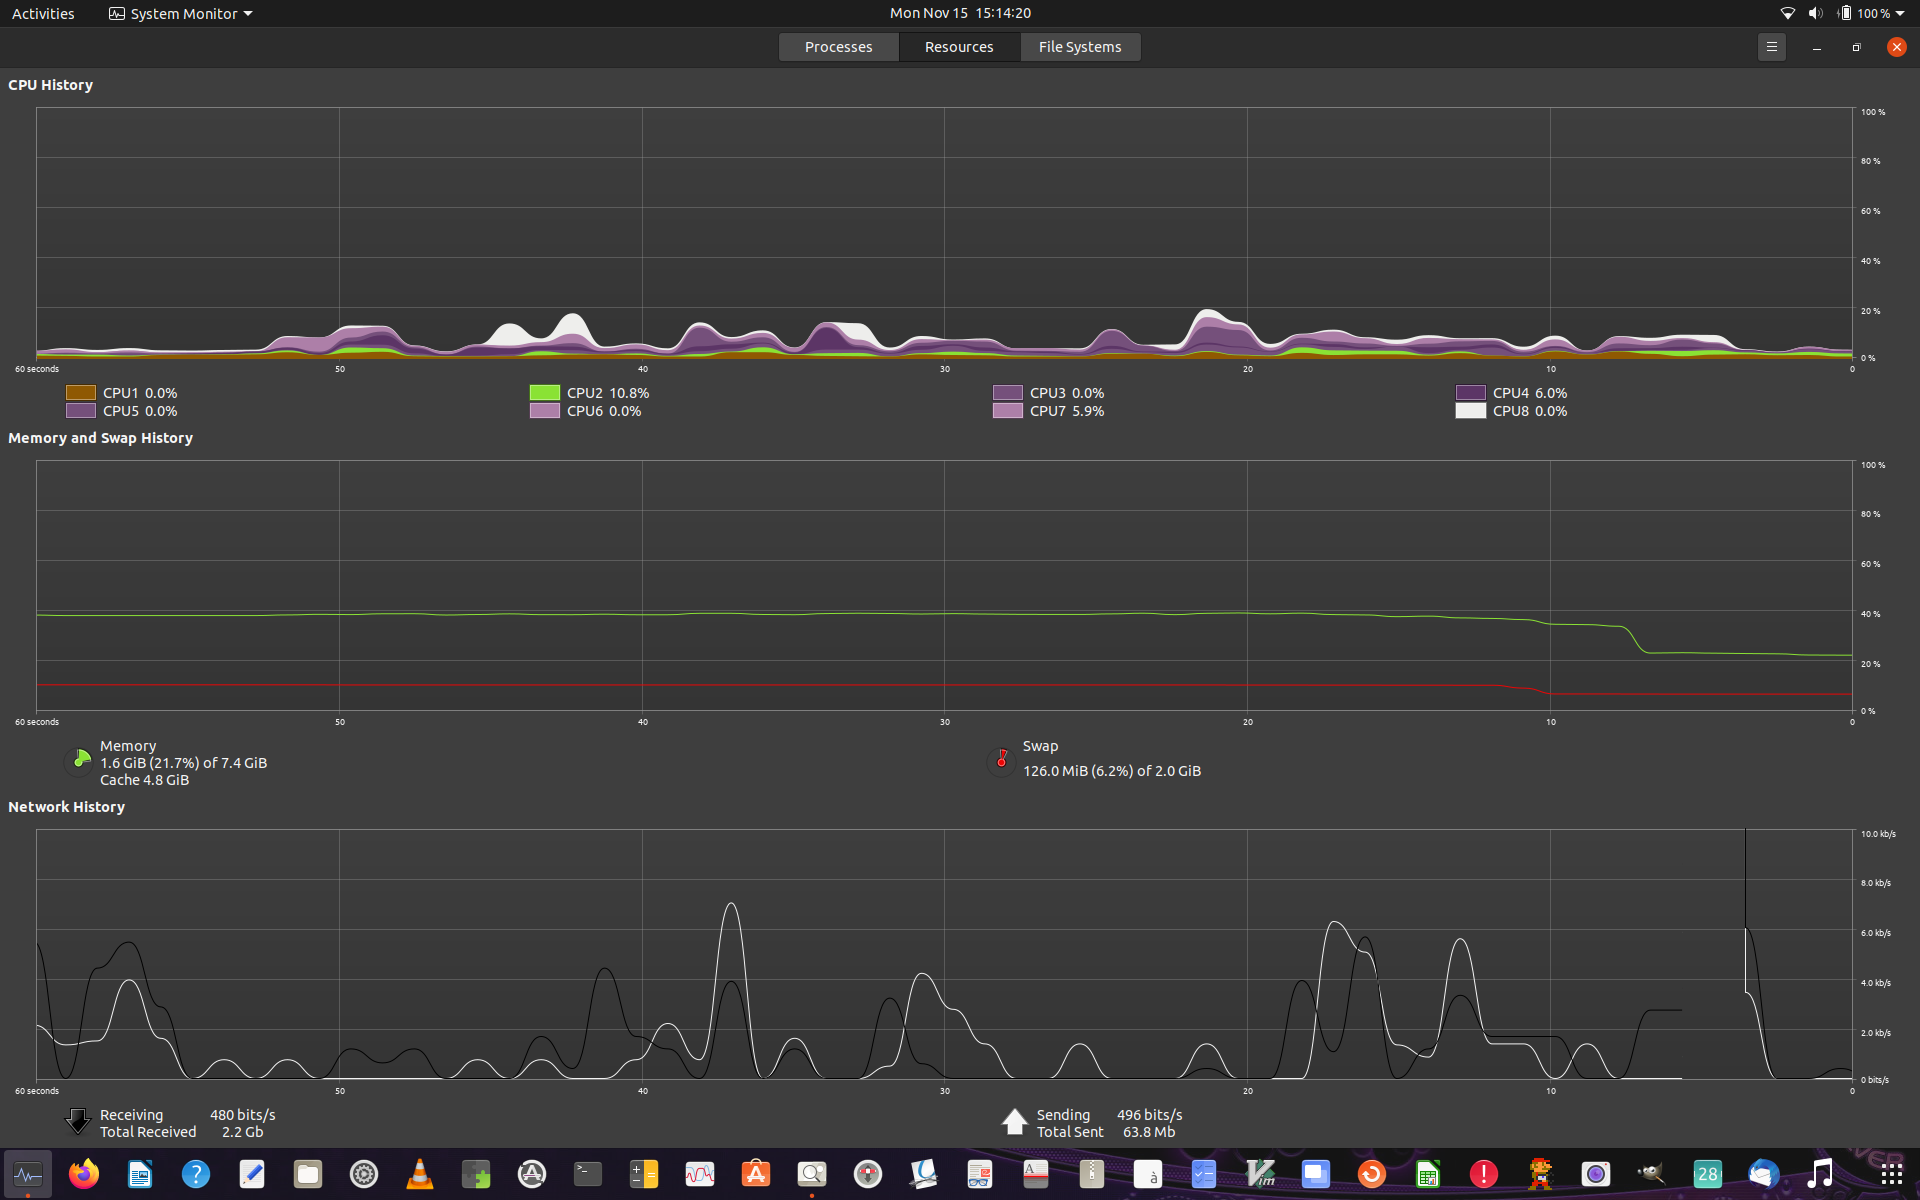 Activities System Monitor Mon Nov 15 15:14:20 100 %
Processes Resources File Systems
CPU History
100 %
80 %
60 %
40 %
20 %
0 %
60 seconds 50 40 30 20 10 0
CPU1 0.0% CPU2 10.8% CPU3 0.0% CPU4 6.0%
CPU5 0.0% CPU6 0.0% CPU7 5.9% CPU8 0.0%
Memory and Swap History
100 %
80 %
60 %
40 %
20 %
0 %
60 seconds 50 40 30 20 10 0
Memory Swap
1.6 GiB (21.7%) of 7.4 GiB 126.0 MiB (6.2%) of 2.0 GiB
Cache 4.8 GiB
Network History
10.0 kb/s
8.0 kb/s
6.0 kb/s
4.0 kb/s
2.0 kb/s
0 bits/s
60 seconds 50 40 30 20 10 0
Receiving 480 bits/s Sending 496 bits/s
Total Received 2.2 Gb Total Sent 63.8 Mb
? >_ A à Vim ! 28